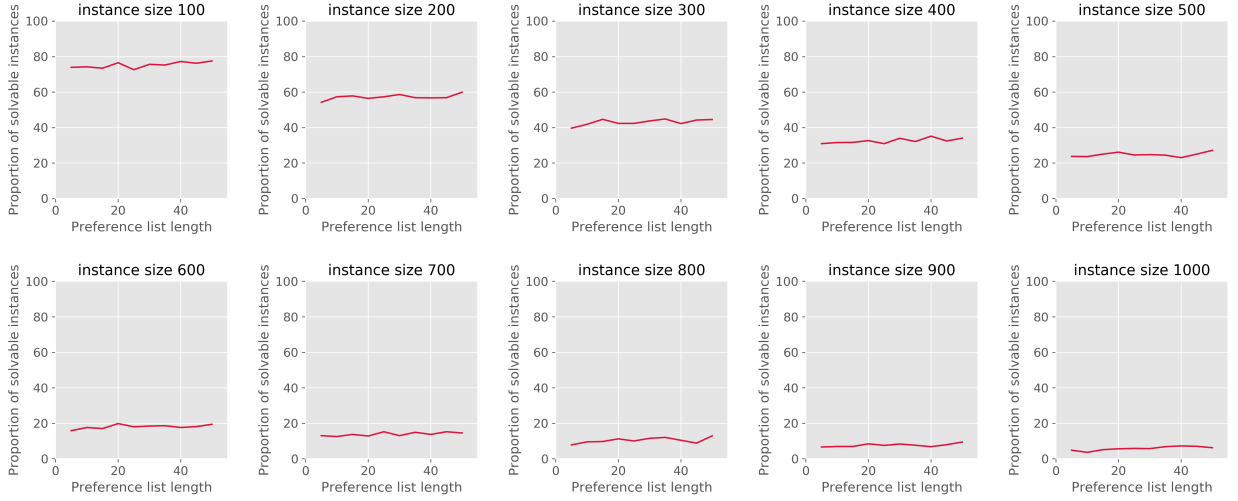 instance size 100
Proportion of solvable instances
100
80
60
40
20
0
0 20 40
Preference list length
instance size 200
Proportion of solvable instances
100
80
60
40
20
0
0 20 40
Preference list length
instance size 300
Proportion of solvable instances
100
80
60
40
20
0
0 20 40
Preference list length
instance size 400
Proportion of solvable instances
100
80
60
40
20
0
0 20 40
Preference list length
instance size 500
Proportion of solvable instances
100
80
60
40
20
0
0 20 40
Preference list length
instance size 600
Proportion of solvable instances
100
80
60
40
20
0
0 20 40
Preference list length
instance size 700
Proportion of solvable instances
100
80
60
40
20
0
0 20 40
Preference list length
instance size 800
Proportion of solvable instances
100
80
60
40
20
0
0 20 40
Preference list length
instance size 900
Proportion of solvable instances
100
80
60
40
20
0
0 20 40
Preference list length
instance size 1000
Proportion of solvable instances
100
80
60
40
20
0
0 20 40
Preference list length